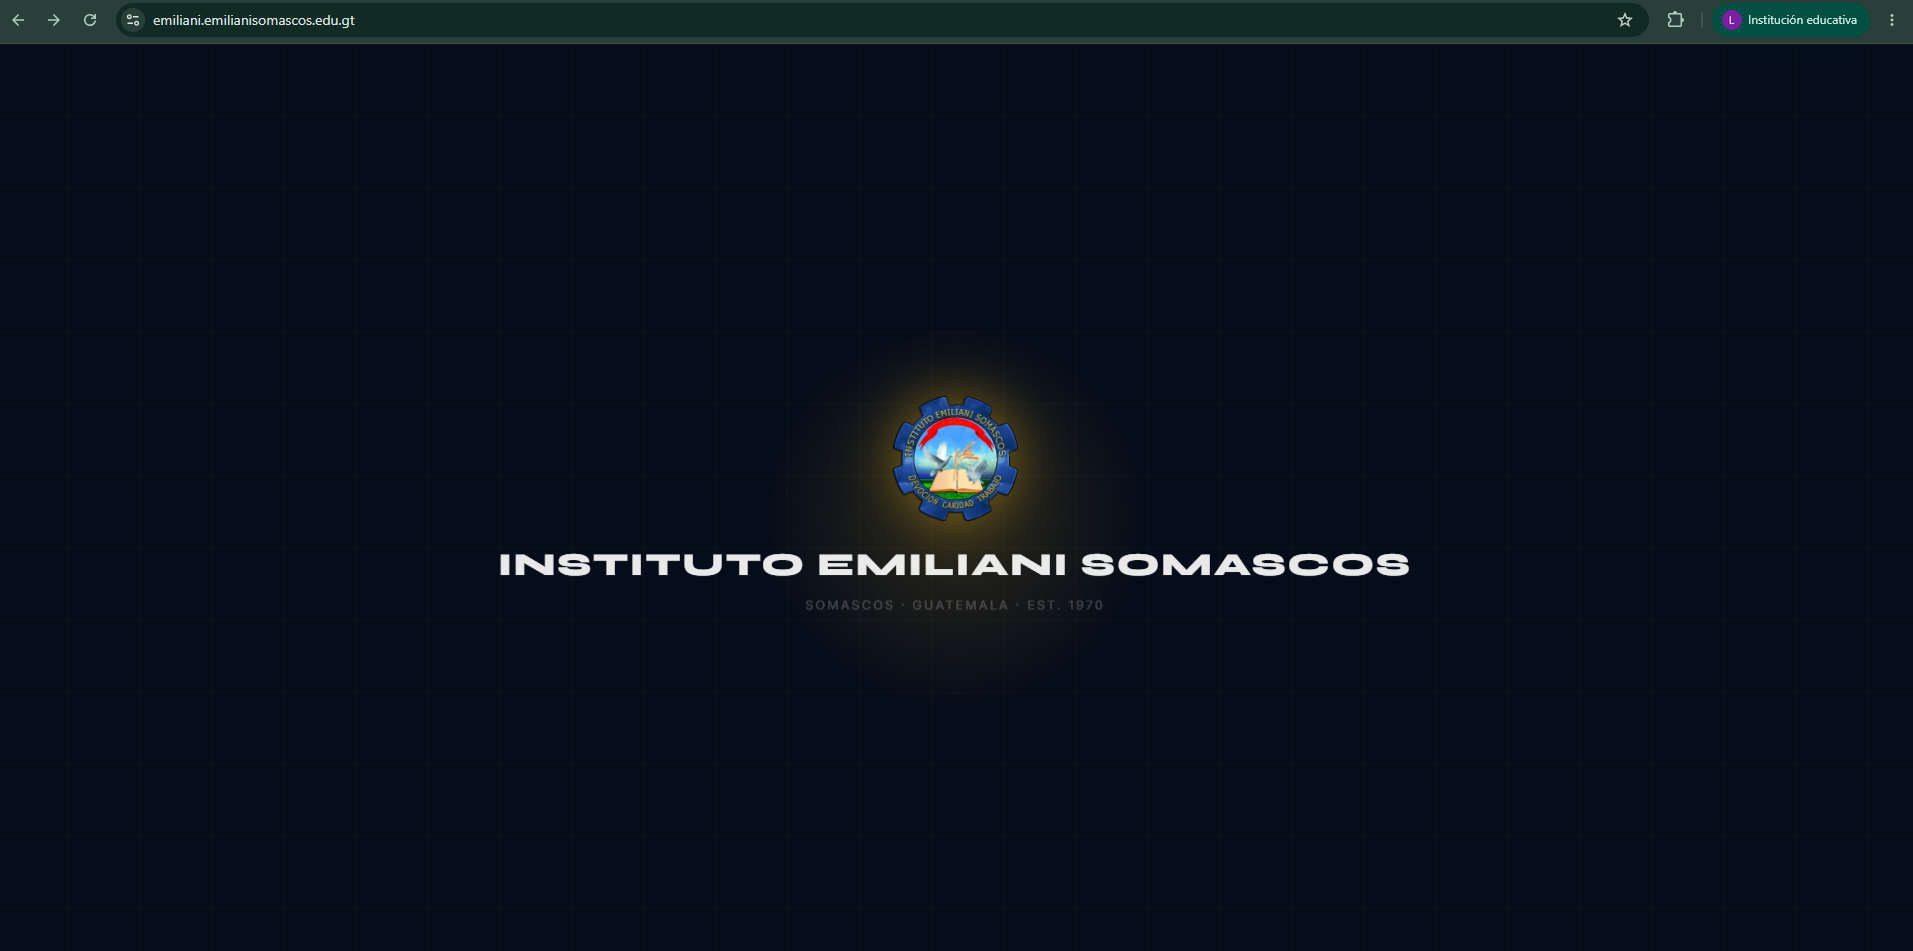 emiliani.emilianisomascos.edu.gt
L Institución educativa
INSTITUTO EMILIANI SOMASCOS
DEVOCIÓN CARIDAD TRABAJO
INSTITUTO EMILIANI SOMASCOS
SOMASCOS · GUATEMALA · EST. 1970